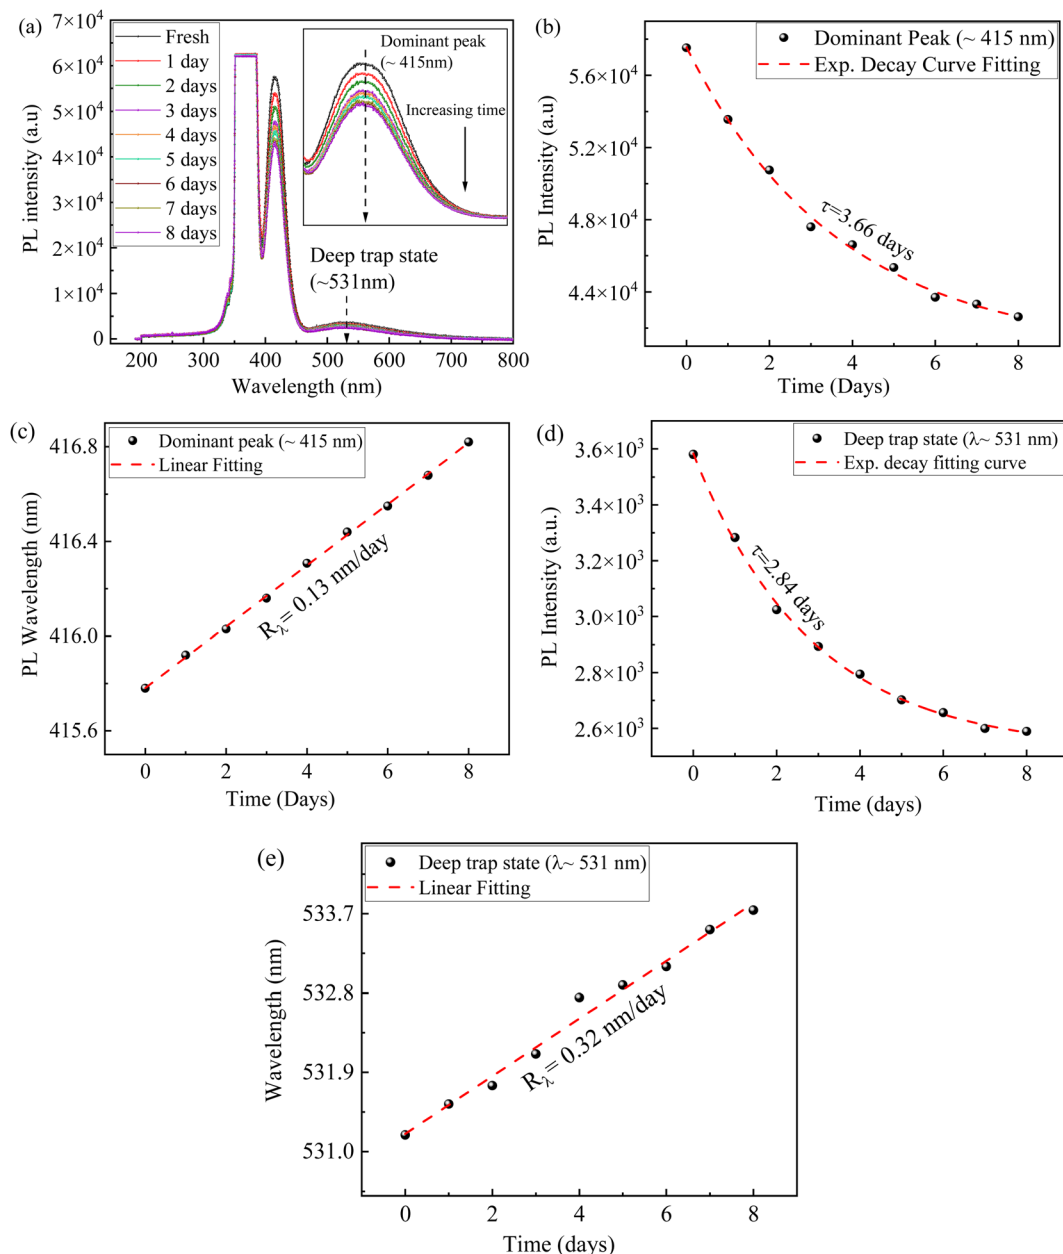 (a)
PL intensity (a.u)
7×10⁴
6×10⁴
5×10⁴
4×10⁴
3×10⁴
2×10⁴
1×10⁴
0
Fresh
1 day
2 days
3 days
4 days
5 days
6 days
7 days
8 days
Dominant peak
(~ 415nm)
Increasing time
Deep trap state
(~531nm)
200 300 400 500 600 700 800
Wavelength (nm)
(b)
PL Intensity (a.u)
5.6×10⁴
5.2×10⁴
4.8×10⁴
4.4×10⁴
Dominant Peak (~ 415 nm)
Exp. Decay Curve Fitting
τ=3.66 days
0 2 4 6 8
Time (Days)
(c)
PL Wavelength (nm)
416.8
416.4
416.0
415.6
Dominant peak (~ 415 nm)
Linear Fitting
Rλ= 0.13 nm/day
0 2 4 6 8
Time (Days)
(d)
PL Intensity (a.u.)
3.6×10³
3.4×10³
3.2×10³
3.0×10³
2.8×10³
2.6×10³
Deep trap state (λ~ 531 nm)
Exp. decay fitting curve
τ=2.84 days
0 2 4 6 8
Time (days)
(e)
Wavelength (nm)
533.7
532.8
531.9
531.0
Deep trap state (λ~ 531 nm)
Linear Fitting
Rλ= 0.32 nm/day
0 2 4 6 8
Time (days)